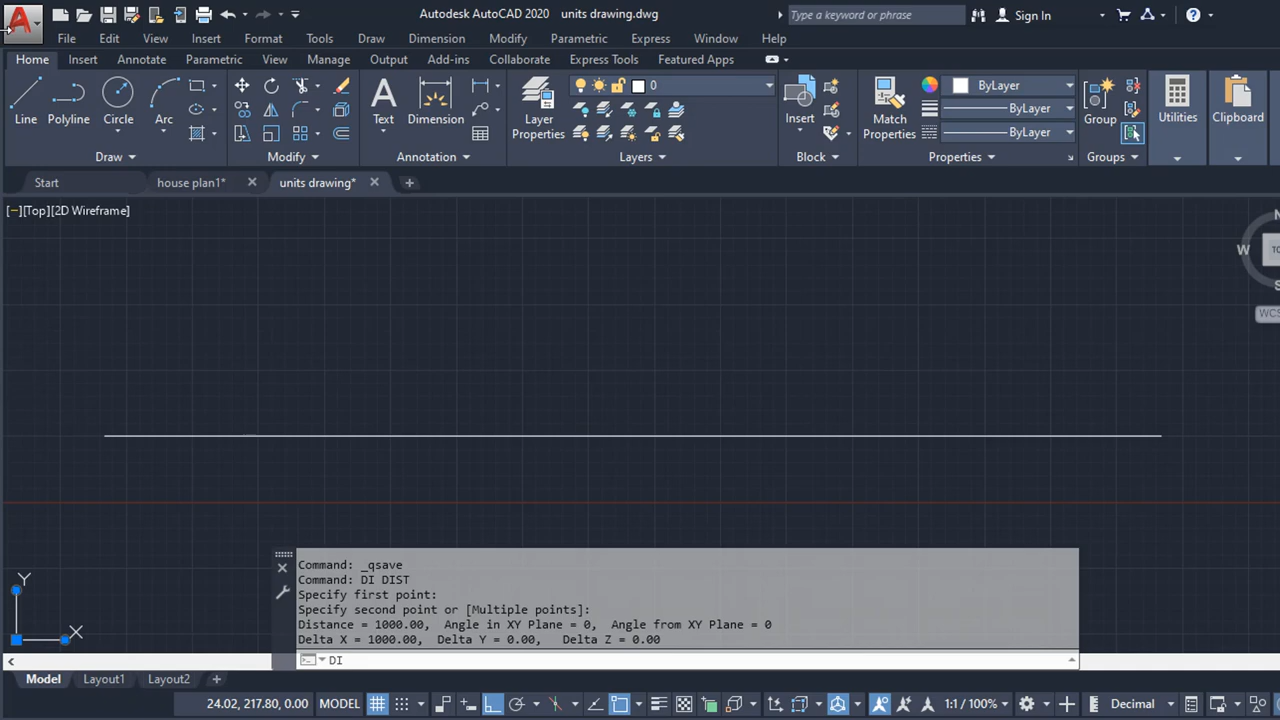 Autodesk AutoCAD 2020 units drawing.dwg Type a keyword or phrase Sign In
File Edit View Insert Format Tools Draw Dimension Modify Parametric Express Window Help
Home Insert Annotate Parametric View Manage Output Add-ins Collaborate Express Tools Featured Apps
0 ByLayer
ByLayer
ByLayer
Line Polyline Circle Arc Text Dimension Layer Properties Insert Match Properties Group Utilities Clipboard
Draw Modify Annotation Layers Block Properties Groups
Start house plan1* units drawing*
[–][Top][2D Wireframe]
W
S
Command: _qsave
Command: DI DIST
Specify first point:
Specify second point or [Multiple points]:
Distance = 1000.00, Angle in XY Plane = 0, Angle from XY Plane = 0
Delta X = 1000.00, Delta Y = 0.00, Delta Z = 0.00
DI
Y
X
Model Layout1 Layout2
24.02, 217.80, 0.00 MODEL 1:1 / 100% Decimal